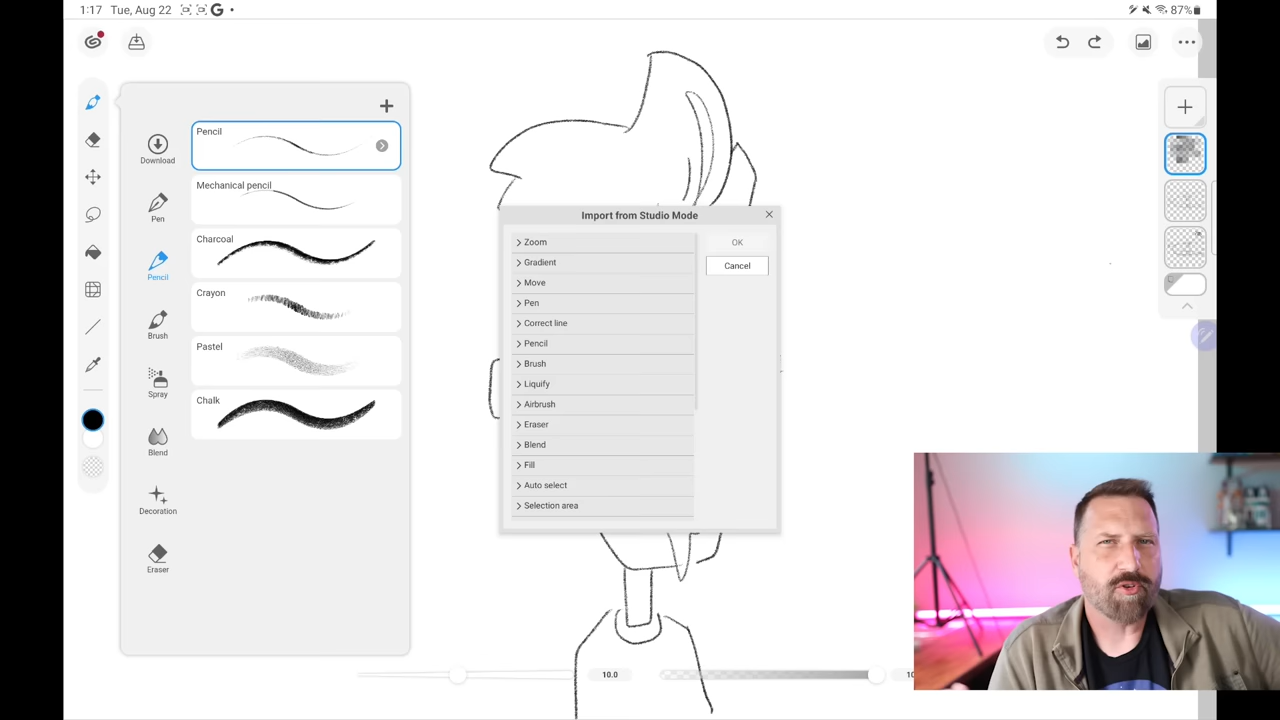 1:17 Tue, Aug 22 G
87%
Pencil
Mechanical pencil
Charcoal
Crayon
Pastel
Chalk
Download
Pen
Pencil
Brush
Spray
Blend
Decoration
Eraser
Import from Studio Mode
Zoom
Gradient
Move
Pen
Correct line
Pencil
Brush
Liquify
Airbrush
Eraser
Blend
Fill
Auto select
Selection area
OK
Cancel
10.0